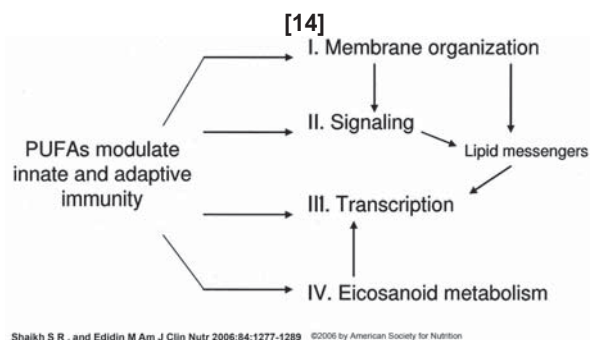 [14]
I. Membrane organization
II. Signaling
PUFAs modulate
innate and adaptive
immunity
Lipid messengers
III. Transcription
IV. Eicosanoid metabolism
Shaikh S R , and Edidin M Am J Clin Nutr 2006;84:1277-1289 ©2006 by American Society for Nutrition